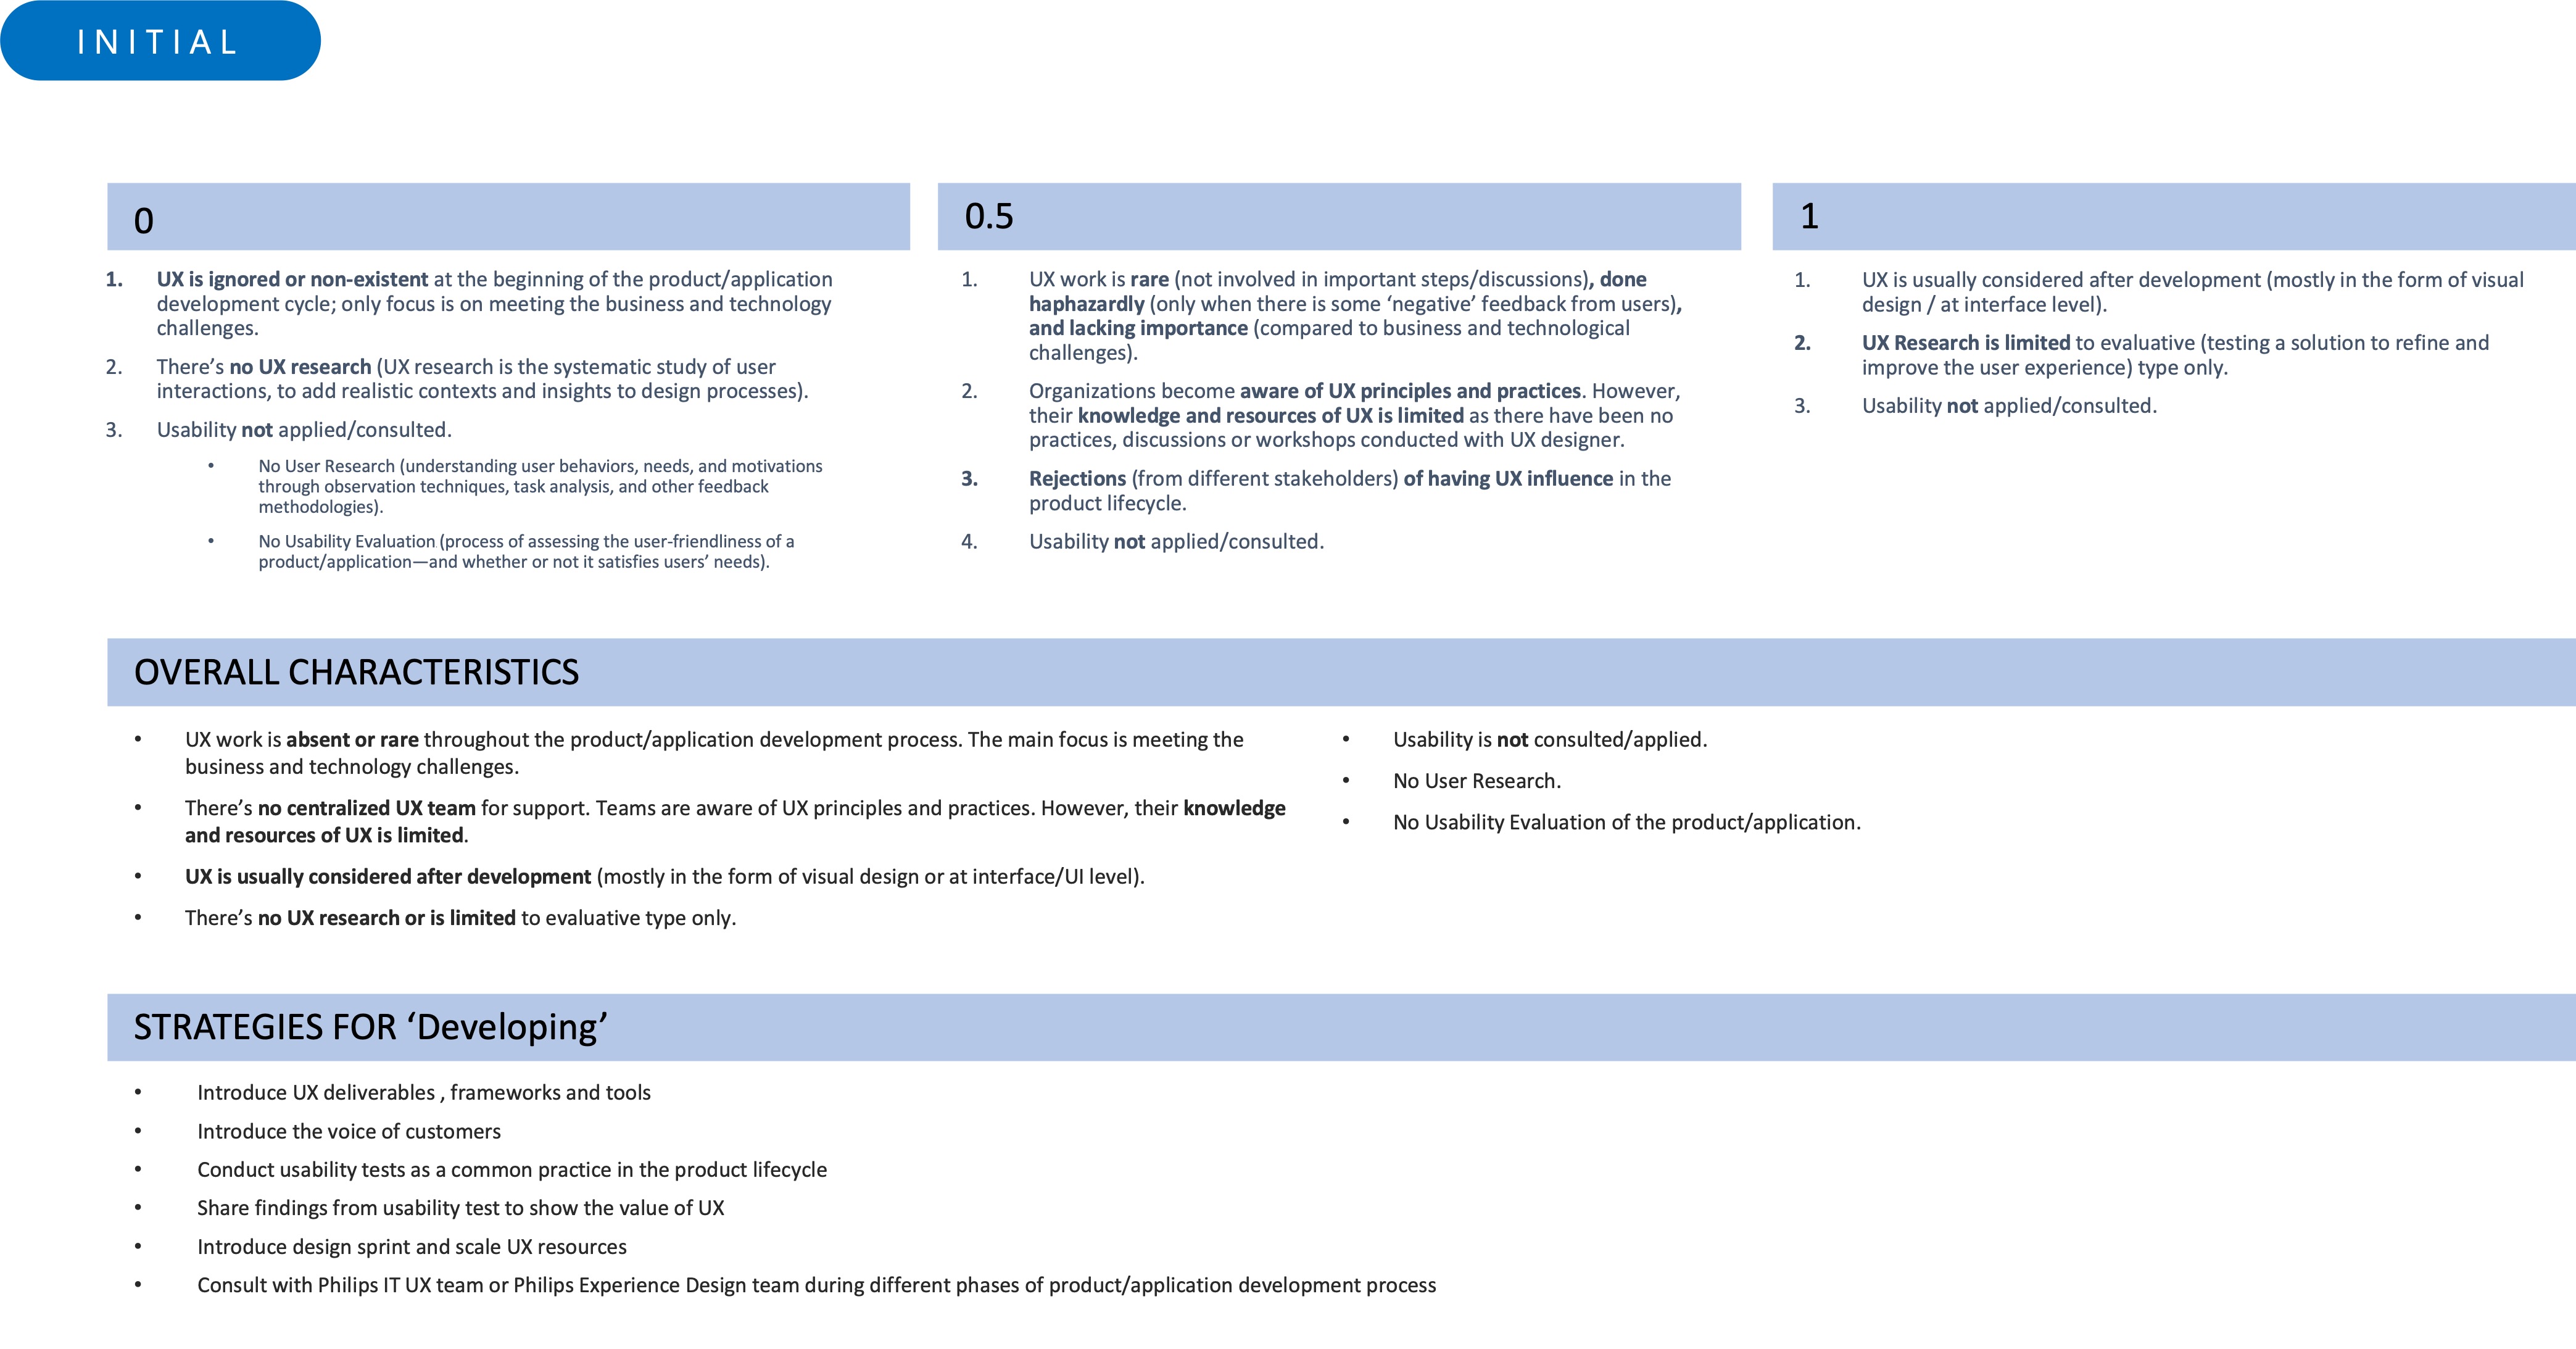 INITIAL
0
1. UX is ignored or non-existent at the beginning of the product/application
development cycle; only focus is on meeting the business and technology
challenges.
2. There’s no UX research (UX research is the systematic study of user
interactions, to add realistic contexts and insights to design processes).
3. Usability not applied/consulted.
• No User Research (understanding user behaviors, needs, and motivations
through observation techniques, task analysis, and other feedback
methodologies).
• No Usability Evaluation (process of assessing the user-friendliness of a
product/application—and whether or not it satisfies users’ needs).
0.5
1. UX work is rare (not involved in important steps/discussions), done
haphazardly (only when there is some ‘negative’ feedback from users),
and lacking importance (compared to business and technological
challenges).
2. Organizations become aware of UX principles and practices. However,
their knowledge and resources of UX is limited as there have been no
practices, discussions or workshops conducted with UX designer.
3. Rejections (from different stakeholders) of having UX influence in the
product lifecycle.
4. Usability not applied/consulted.
1
1. UX is usually considered after development (mostly in the form of visual
design / at interface level).
2. UX Research is limited to evaluative (testing a solution to refine and
improve the user experience) type only.
3. Usability not applied/consulted.
OVERALL CHARACTERISTICS
• UX work is absent or rare throughout the product/application development process. The main focus is meeting the
business and technology challenges.
• There’s no centralized UX team for support. Teams are aware of UX principles and practices. However, their knowledge
and resources of UX is limited.
• UX is usually considered after development (mostly in the form of visual design or at interface/UI level).
• There’s no UX research or is limited to evaluative type only.
• Usability is not consulted/applied.
• No User Research.
• No Usability Evaluation of the product/application.
STRATEGIES FOR ‘Developing’
• Introduce UX deliverables , frameworks and tools
• Introduce the voice of customers
• Conduct usability tests as a common practice in the product lifecycle
• Share findings from usability test to show the value of UX
• Introduce design sprint and scale UX resources
• Consult with Philips IT UX team or Philips Experience Design team during different phases of product/application development process